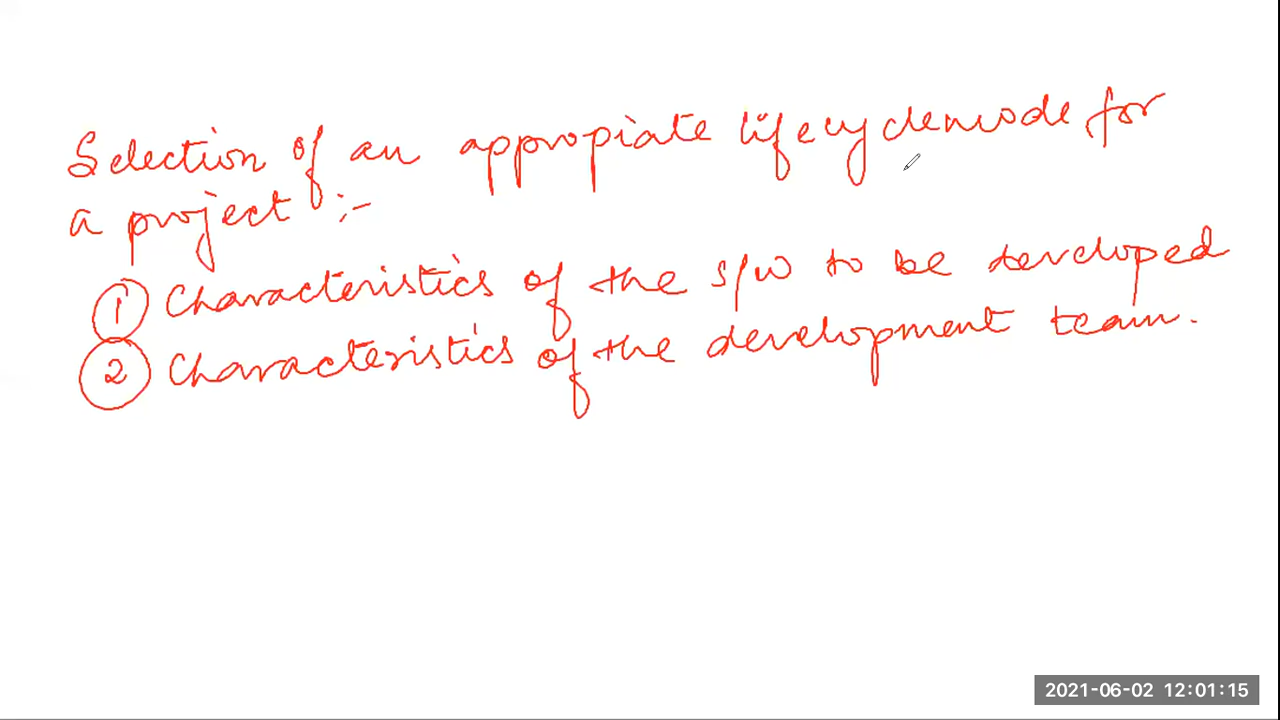 Selection of an appropiate lifecyclemode for
a project :-
① Characteristics of the S/W to be developed
② Characteristics of the development team.
2021-06-02 12:01:15